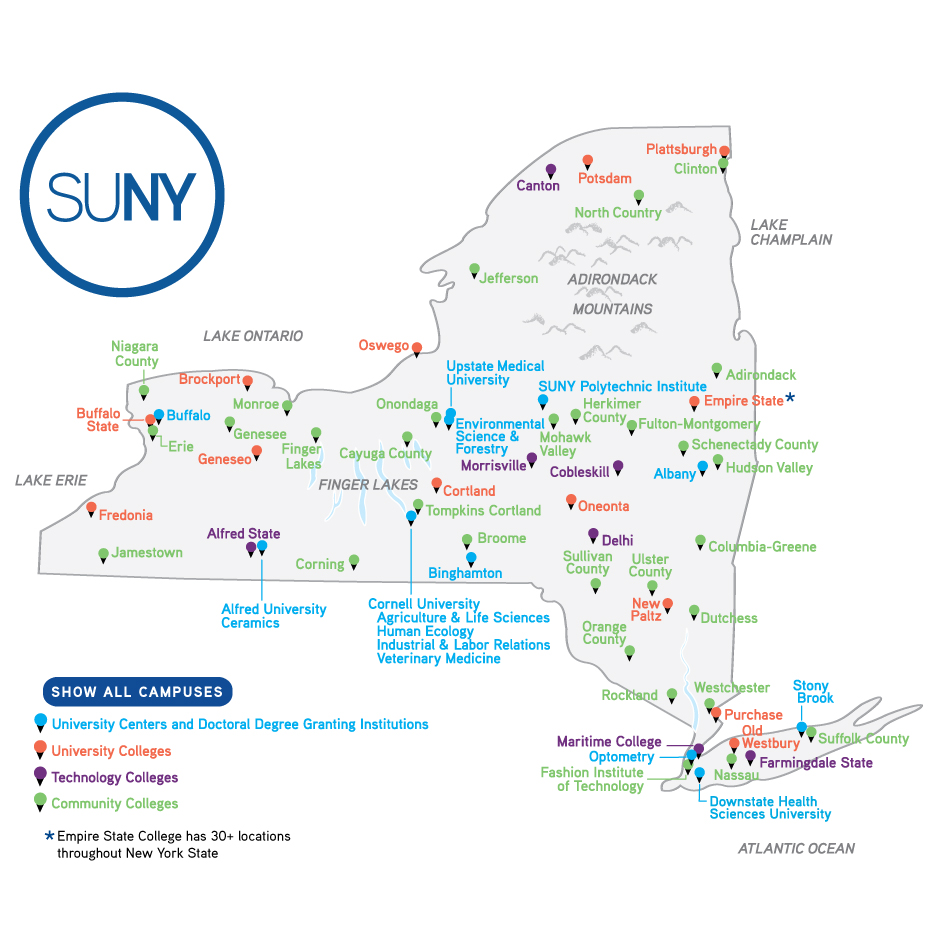 SUNY
Plattsburgh
Clinton
Potsdam
Canton
North Country
LAKE
CHAMPLAIN
Jefferson
ADIRONDACK
MOUNTAINS
LAKE ONTARIO
Oswego
Niagara
County
Brockport
Upstate Medical
University
SUNY Polytechnic Institute
Adirondack
Empire State*
Monroe
Onondaga
Herkimer
County
Buffalo
State
Buffalo
Genesee
Finger
Lakes
Environmental
Science &
Forestry
Mohawk
Valley
Fulton-Montgomery
Erie
Geneseo
Cayuga County
Schenectady County
Morrisville
Cobleskill
Albany
Hudson Valley
LAKE ERIE
FINGER LAKES
Cortland
Oneonta
Fredonia
Tompkins Cortland
Alfred State
Jamestown
Corning
Broome
Binghamton
Delhi
Columbia-Greene
Sullivan
County
Ulster
County
Alfred University
Ceramics
Cornell University
Agriculture & Life Sciences
Human Ecology
Industrial & Labor Relations
Veterinary Medicine
New
Paltz
Dutchess
Orange
County
Rockland
Westchester
Stony
Brook
Purchase
Old
Westbury
Suffolk County
Maritime College
Optometry
Fashion Institute
of Technology
Nassau
Farmingdale State
Downstate Health
Sciences University
ATLANTIC OCEAN
SHOW ALL CAMPUSES
University Centers and Doctoral Degree Granting Institutions
University Colleges
Technology Colleges
Community Colleges
*Empire State College has 30+ locations
throughout New York State